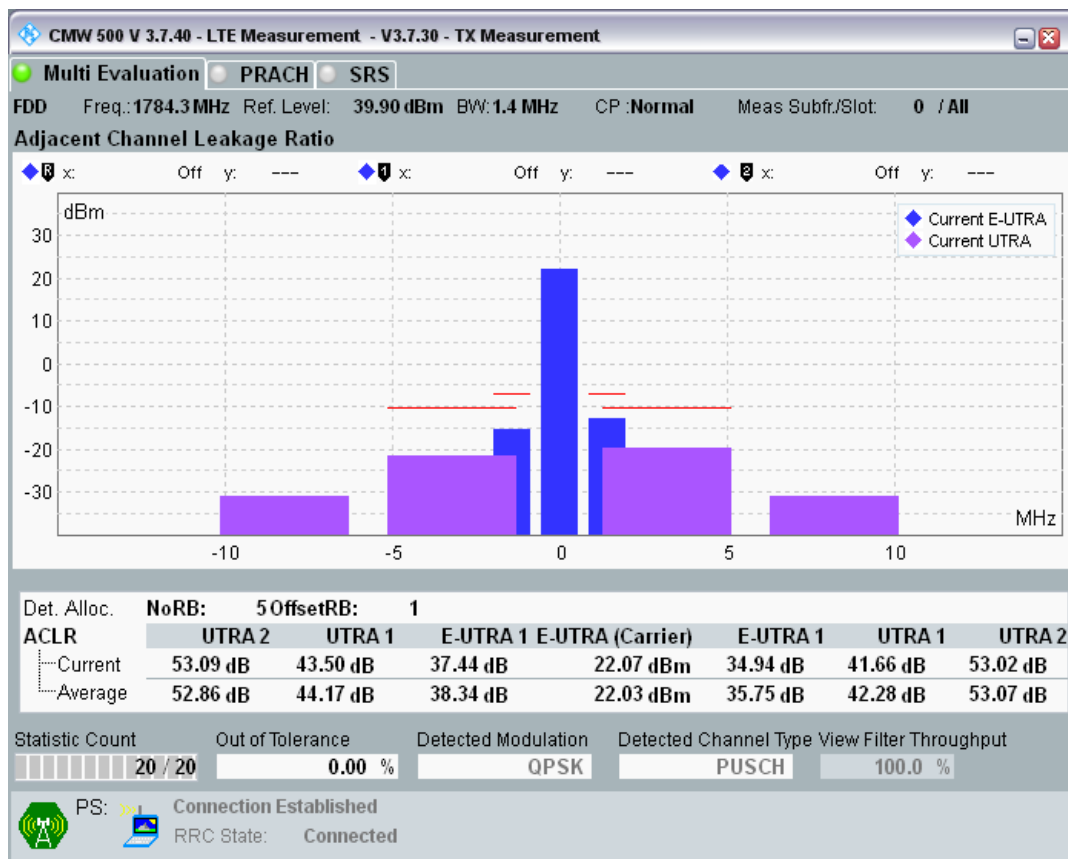 CMW 500 V 3.7.40 - LTE Measurement - V3.7.30 - TX Measurement
Multi Evaluation PRACH SRS
FDD Freq.: 1784.3 MHz Ref. Level: 39.90 dBm BW: 1.4 MHz CP :Normal Meas Subfr./Slot: 0 / All
Adjacent Channel Leakage Ratio
R x: Off y: --- 1 x: Off y: --- 2 x: Off y: ---
dBm
Current E-UTRA
Current UTRA
30
20
10
0
-10
-20
-30
MHz
-10 -5 0 5 10
Det. Alloc. NoRB: 5 OffsetRB: 1
ACLR UTRA 2 UTRA 1 E-UTRA 1 E-UTRA (Carrier) E-UTRA 1 UTRA 1 UTRA 2
Current 53.09 dB 43.50 dB 37.44 dB 22.07 dBm 34.94 dB 41.66 dB 53.02 dB
Average 52.86 dB 44.17 dB 38.34 dB 22.03 dBm 35.75 dB 42.28 dB 53.07 dB
Statistic Count Out of Tolerance Detected Modulation Detected Channel Type View Filter Throughput
20 / 20 0.00 % QPSK PUSCH 100.0 %
PS: Connection Established
RRC State: Connected